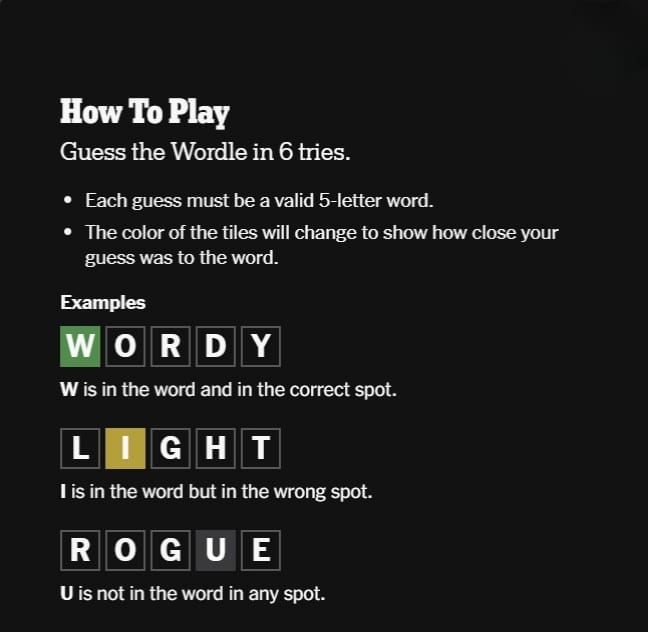 How To Play
Guess the Wordle in 6 tries.
• Each guess must be a valid 5-letter word.
• The color of the tiles will change to show how close your
guess was to the word.
Examples
W O R D Y
W is in the word and in the correct spot.
L I G H T
I is in the word but in the wrong spot.
R O G U E
U is not in the word in any spot.